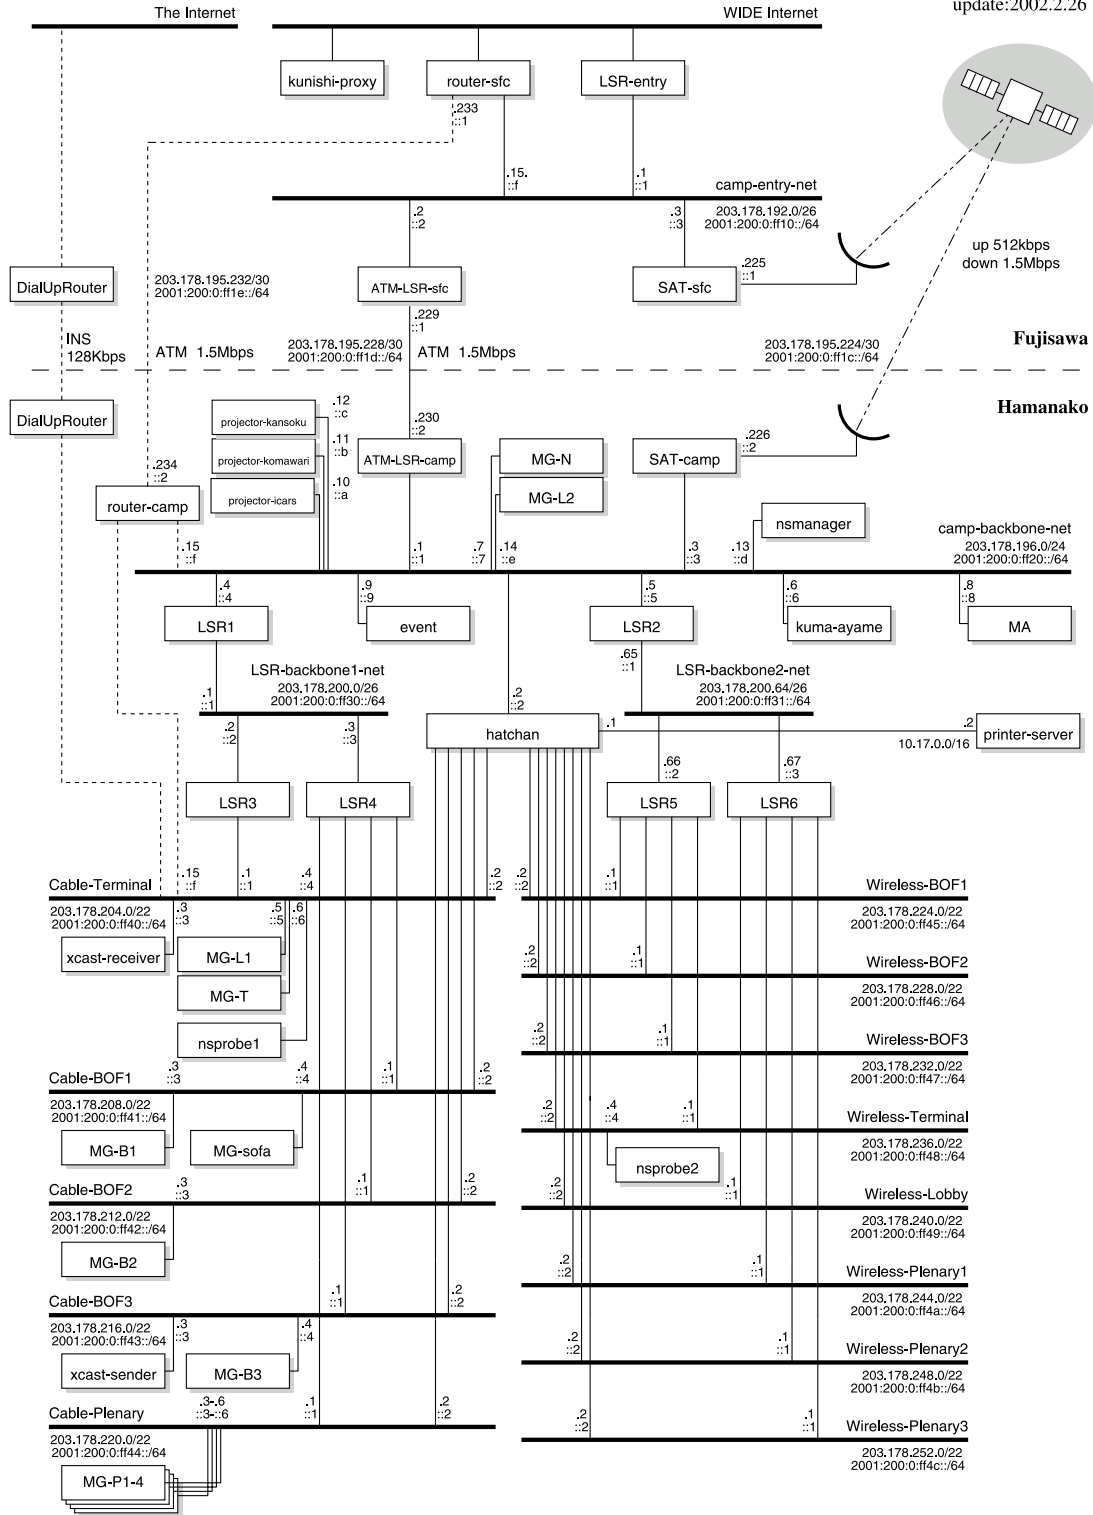 update:2002.2.26
The Internet
WIDE Internet
kunishi-proxy
router-sfc
LSR-entry
.233
::1
.15.
::f
.1
::1
camp-entry-net
203.178.192.0/26
2001:200:0:ff10::/64
.2
::2
.3
::3
up 512kbps
down 1.5Mbps
DialUpRouter
203.178.195.232/30
2001:200:0:ff1e::/64
ATM-LSR-sfc
SAT-sfc
.225
::1
.229
::1
INS
128Kbps
ATM 1.5Mbps
203.178.195.228/30
2001:200:0:ff1d::/64
ATM 1.5Mbps
203.178.195.224/30
2001:200:0:ff1c::/64
Fujisawa
Hamanako
DialUpRouter
projector-kansoku
.12
::c
projector-komawari
.11
::b
projector-icars
.10
::a
.230
::2
ATM-LSR-camp
MG-N
MG-L2
SAT-camp
.226
::2
.234
::2
router-camp
nsmanager
camp-backbone-net
203.178.196.0/24
2001:200:0:ff20::/64
.15
::f
.1
::1
.7
::7
.14
::e
.3
::3
.13
::d
.4
::4
.9
::9
.5
::5
.6
::6
.8
::8
LSR1
event
LSR2
kuma-ayame
MA
.65
::1
.1
::1
LSR-backbone1-net
203.178.200.0/26
2001:200:0:ff30::/64
LSR-backbone2-net
203.178.200.64/26
2001:200:0:ff31::/64
.2
::2
.2
::2
.3
::3
hatchan
.1
.2
10.17.0.0/16
printer-server
.66
::2
.67
::3
LSR3
LSR4
LSR5
LSR6
Cable-Terminal
.15
::f
.1
::1
.4
::4
.2
::2
203.178.204.0/22
2001:200:0:ff40::/64
.3
::3
.5
::5
.6
::6
xcast-receiver
MG-L1
MG-T
nsprobe1
Cable-BOF1
.3
::3
.4
::4
.1
::1
.2
::2
203.178.208.0/22
2001:200:0:ff41::/64
MG-B1
MG-sofa
Cable-BOF2
.3
::3
.1
::1
.2
::2
203.178.212.0/22
2001:200:0:ff42::/64
MG-B2
Cable-BOF3
.1
::1
.2
::2
203.178.216.0/22
2001:200:0:ff43::/64
.3
::3
.4
::4
xcast-sender
MG-B3
Cable-Plenary
.3-.6
::3-::6
.1
::1
.2
::2
203.178.220.0/22
2001:200:0:ff44::/64
MG-P1-4
.2
::2
.1
::1
Wireless-BOF1
203.178.224.0/22
2001:200:0:ff45::/64
.2
::2
.1
::1
Wireless-BOF2
203.178.228.0/22
2001:200:0:ff46::/64
.2
::2
.1
::1
Wireless-BOF3
203.178.232.0/22
2001:200:0:ff47::/64
.2
::2
.4
::4
.1
::1
Wireless-Terminal
203.178.236.0/22
2001:200:0:ff48::/64
nsprobe2
.2
::2
.1
::1
Wireless-Lobby
203.178.240.0/22
2001:200:0:ff49::/64
.2
::2
.1
::1
Wireless-Plenary1
203.178.244.0/22
2001:200:0:ff4a::/64
.2
::2
.1
::1
Wireless-Plenary2
203.178.248.0/22
2001:200:0:ff4b::/64
.2
::2
.1
::1
Wireless-Plenary3
203.178.252.0/22
2001:200:0:ff4c::/64